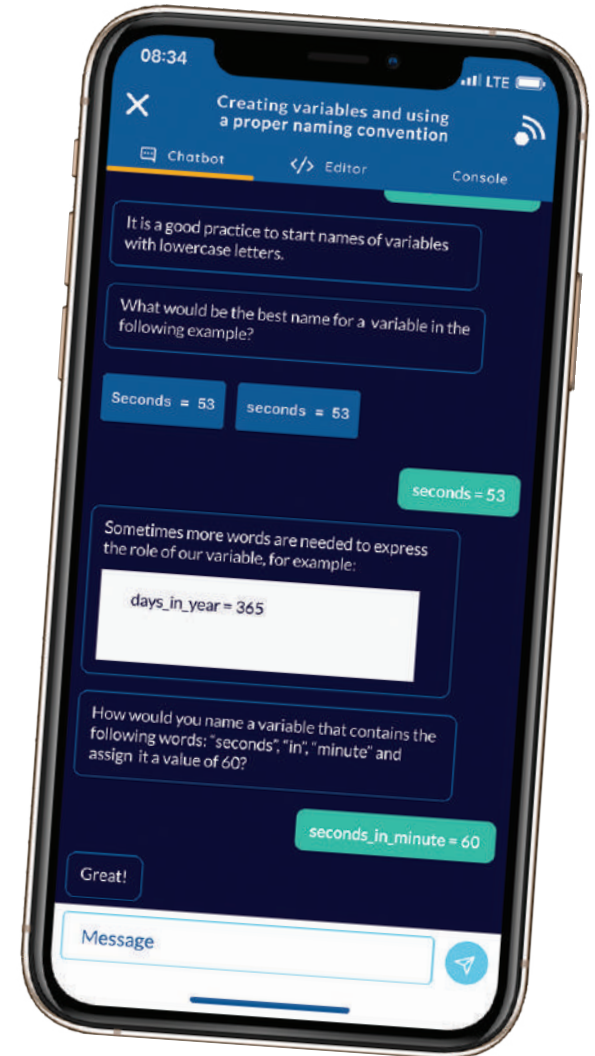 08:34
LTE
Creating variables and using
a proper naming convention
Chatbot
</> Editor
Console
It is a good practice to start names of variables
with lowercase letters.
What would be the best name for a variable in the
following example?
Seconds = 53
seconds = 53
seconds = 53
Sometimes more words are needed to express
the role of our variable, for example:
days_in_year = 365
How would you name a variable that contains the
following words: "seconds", "in", "minute" and
assign it a value of 60?
seconds_in_minute = 60
Great!
Message